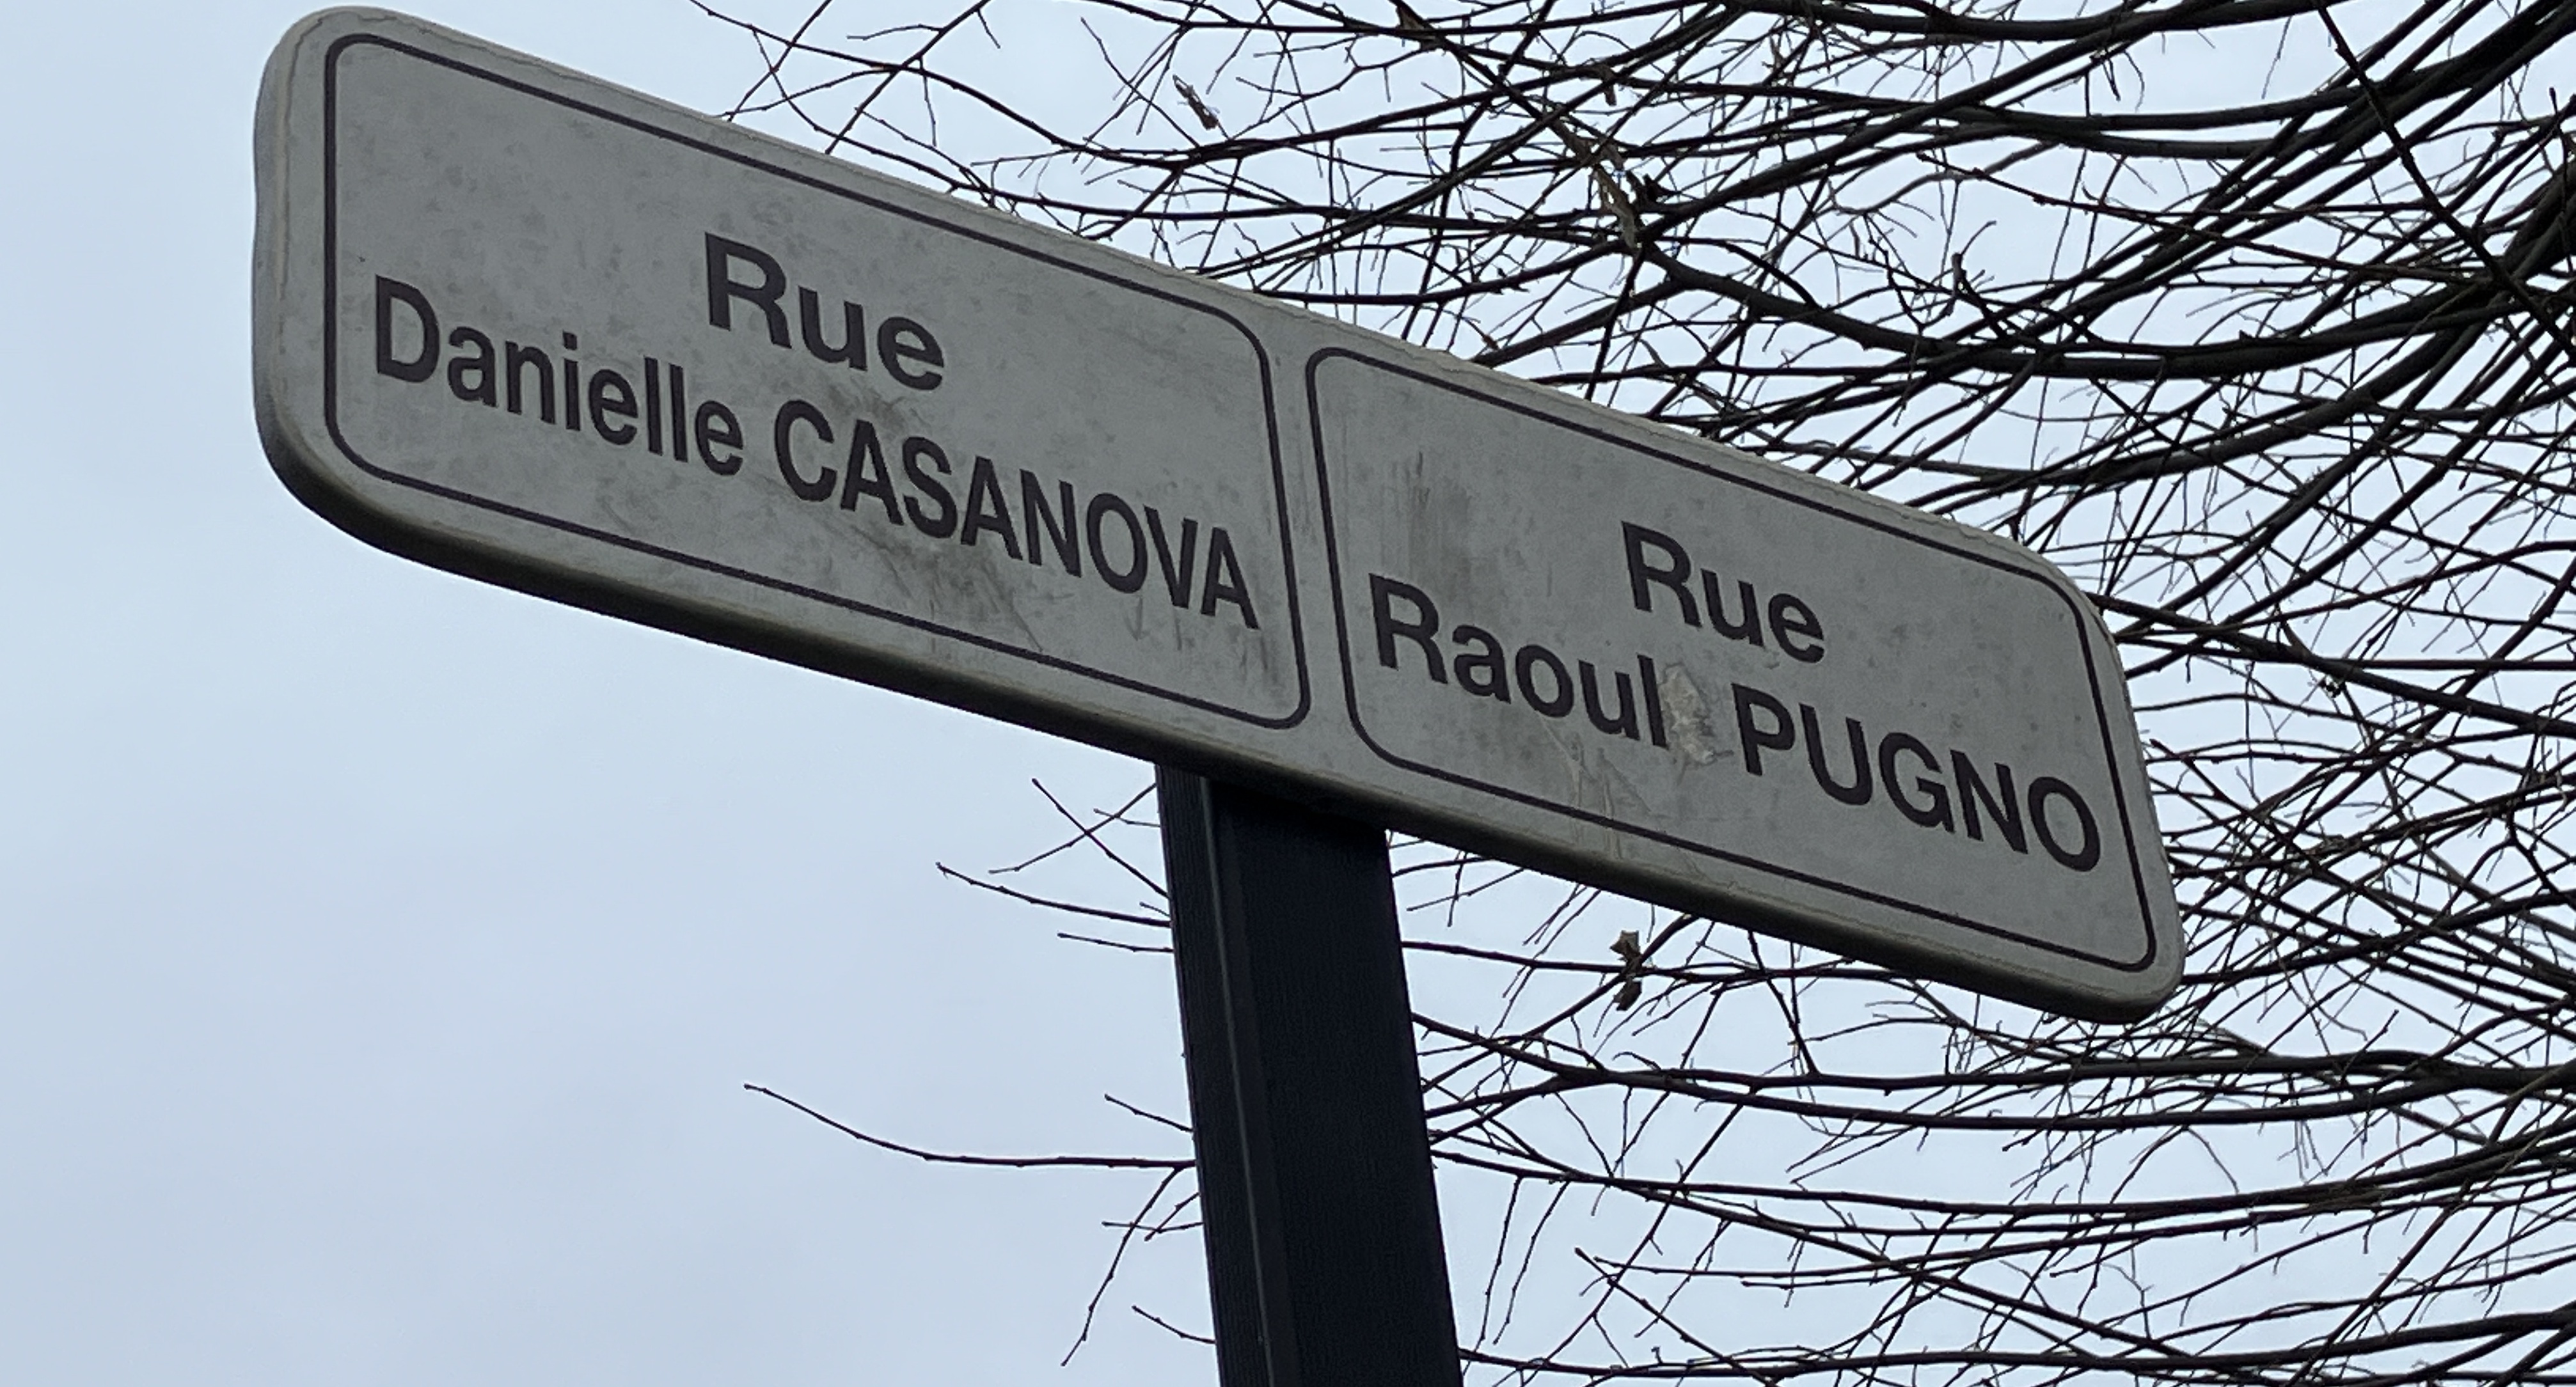 Rue
Danielle CASANOVA
Rue
Raoul PUGNO